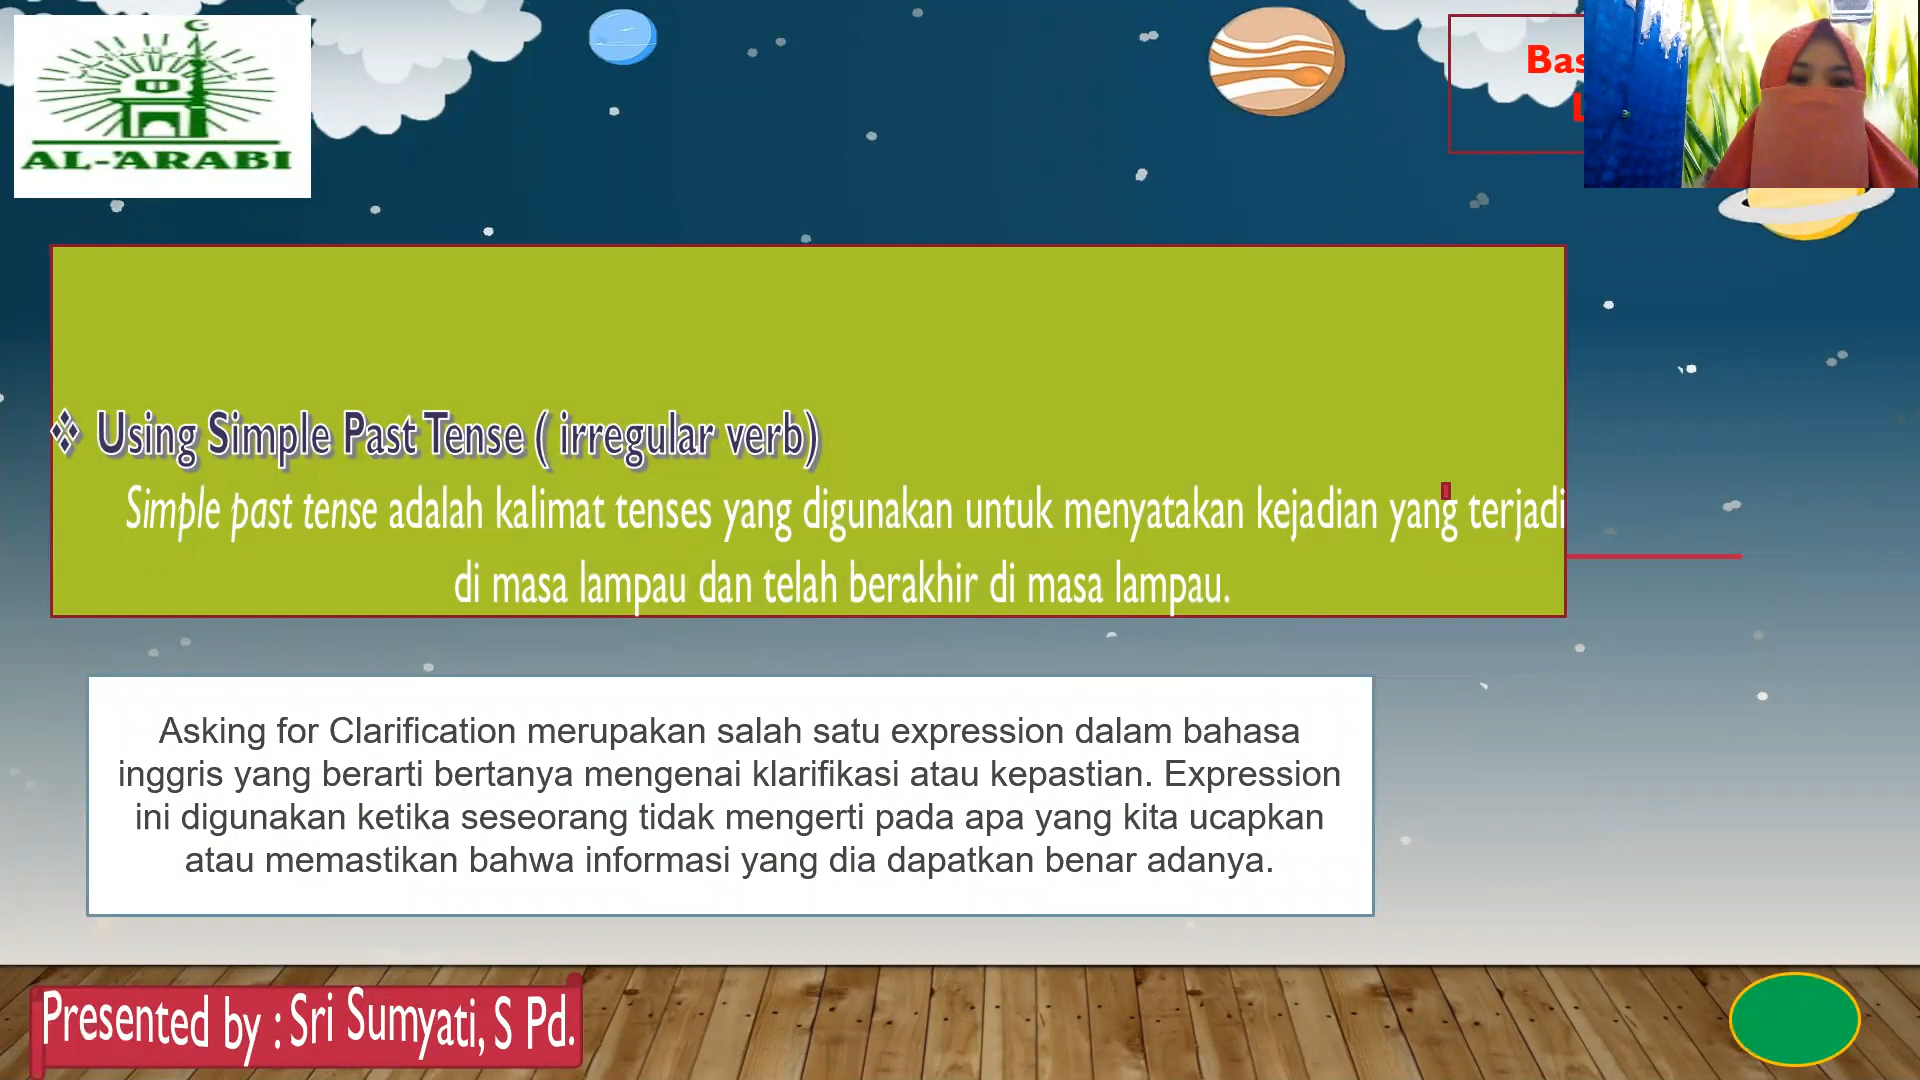 AL-'ARABI
❖ Using Simple Past Tense ( irregular verb)
Simple past tense adalah kalimat tenses yang digunakan untuk menyatakan kejadian yang terjadi
di masa lampau dan telah berakhir di masa lampau.
Asking for Clarification merupakan salah satu expression dalam bahasa
inggris yang berarti bertanya mengenai klarifikasi atau kepastian. Expression
ini digunakan ketika seseorang tidak mengerti pada apa yang kita ucapkan
atau memastikan bahwa informasi yang dia dapatkan benar adanya.
Presented by : Sri Sumyati, S Pd.